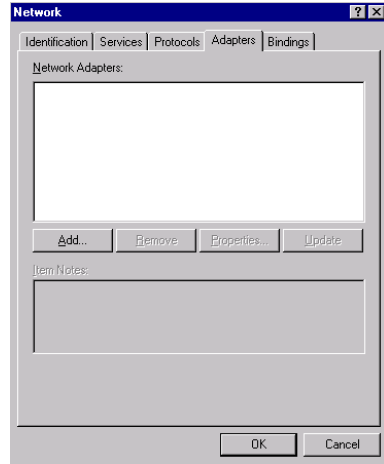 Network
Identification Services Protocols Adapters Bindings
Network Adapters:
Add... Remove Properties... Update
Item Notes:
OK Cancel